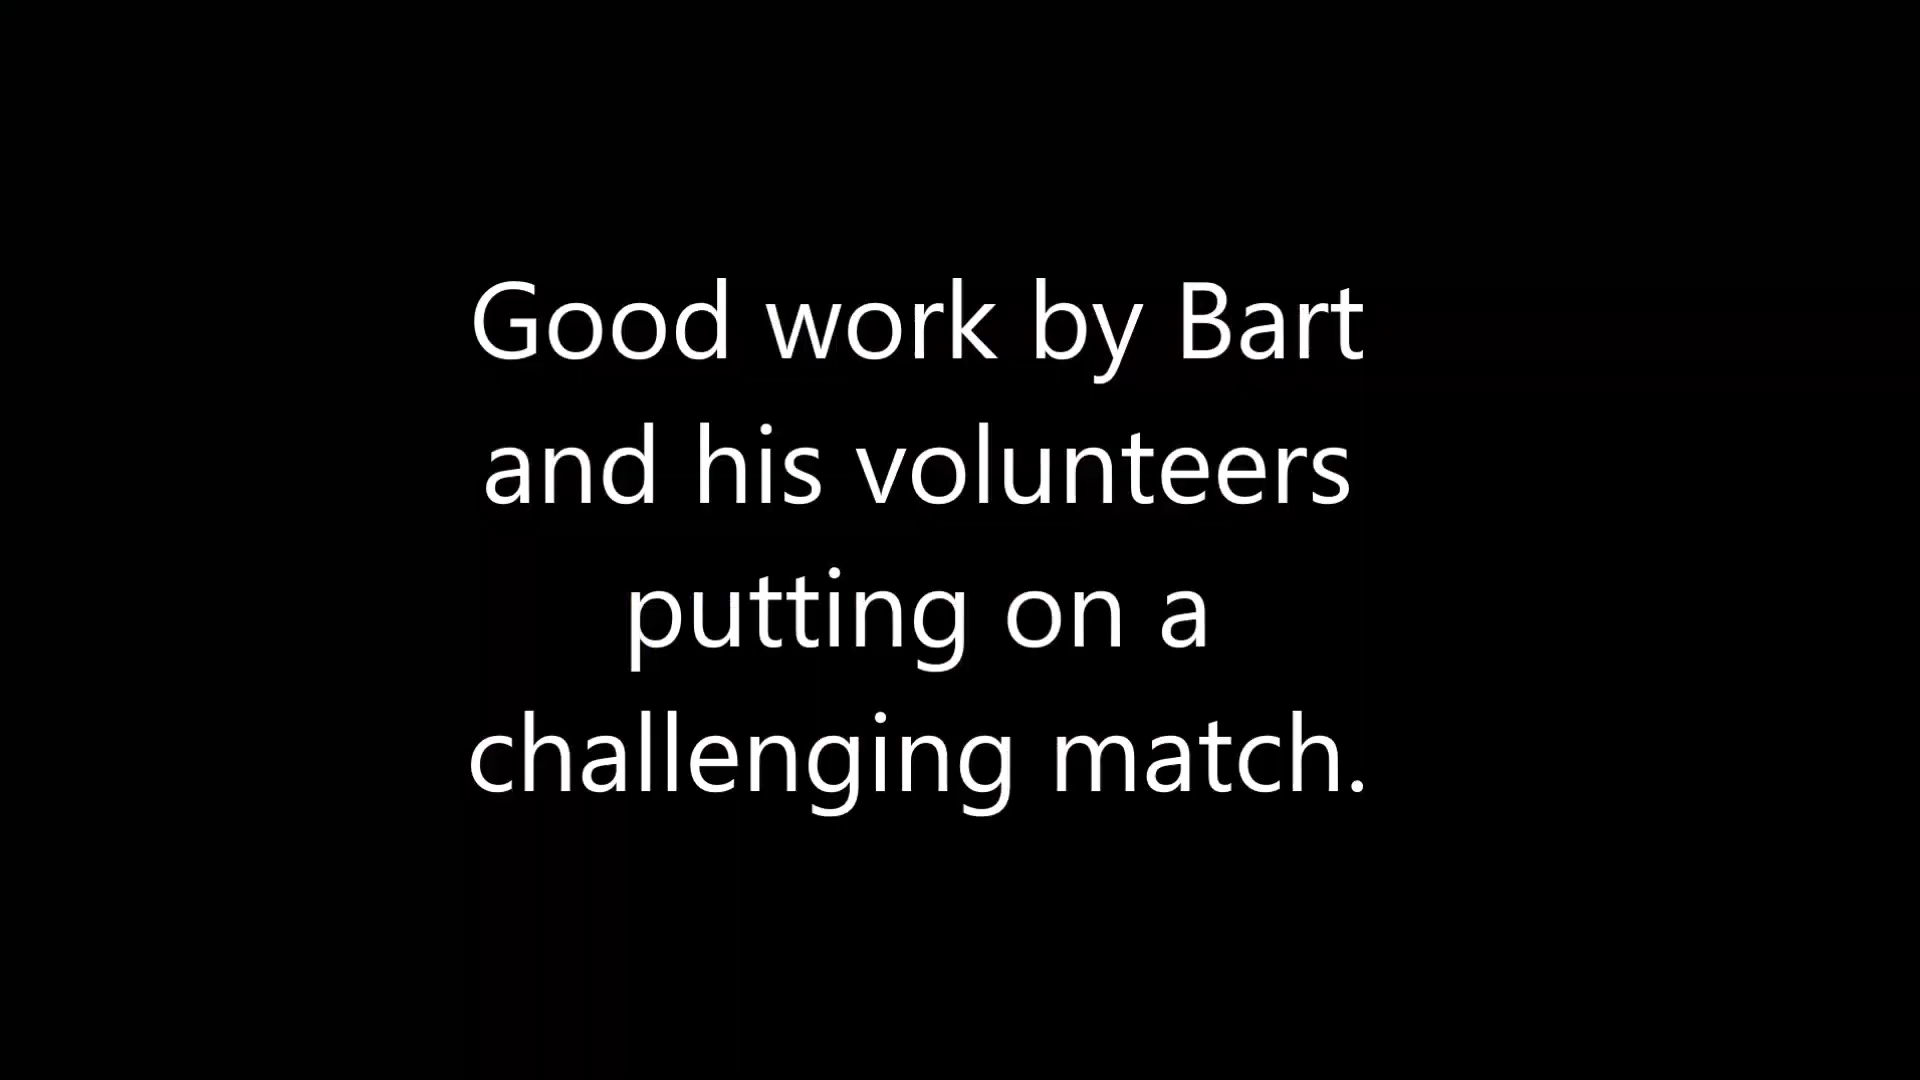 Good work by Bart
and his volunteers
putting on a
challenging match.